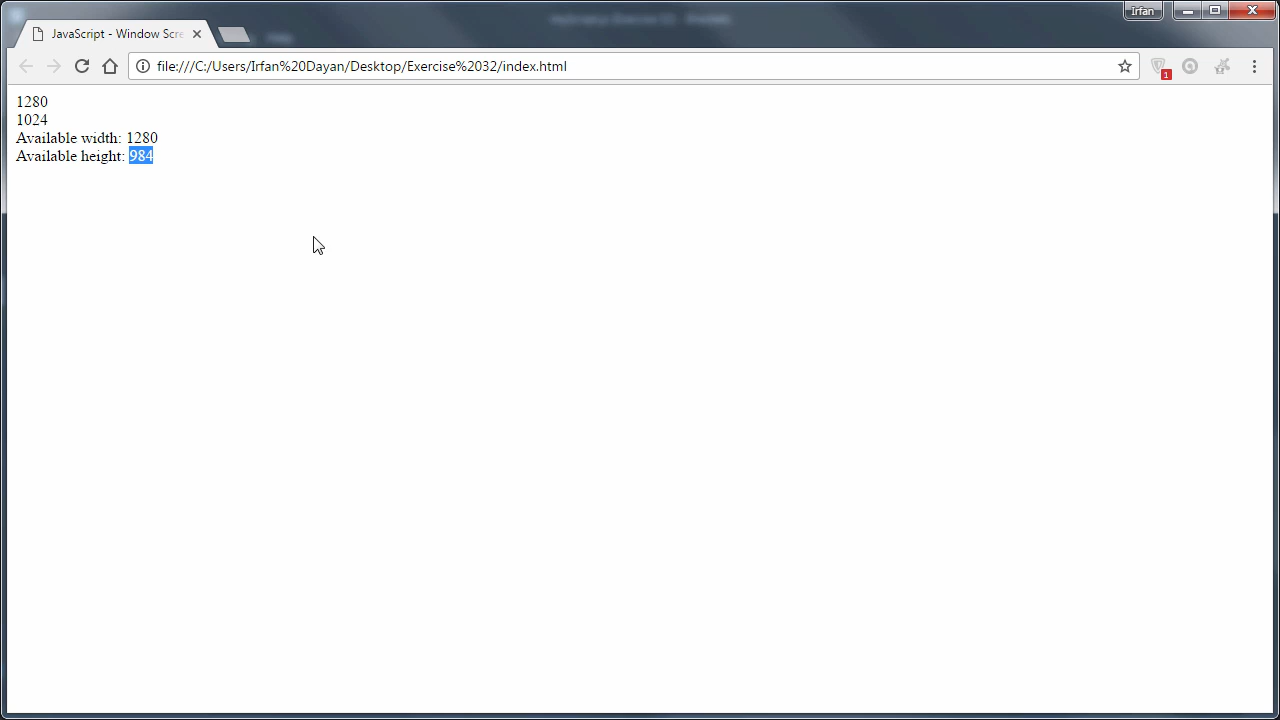 Irfan
JavaScript - Window Scre
file:///C:/Users/Irfan%20Dayan/Desktop/Exercise%2032/index.html
1
1280
1024
Available width: 1280
Available height: 984